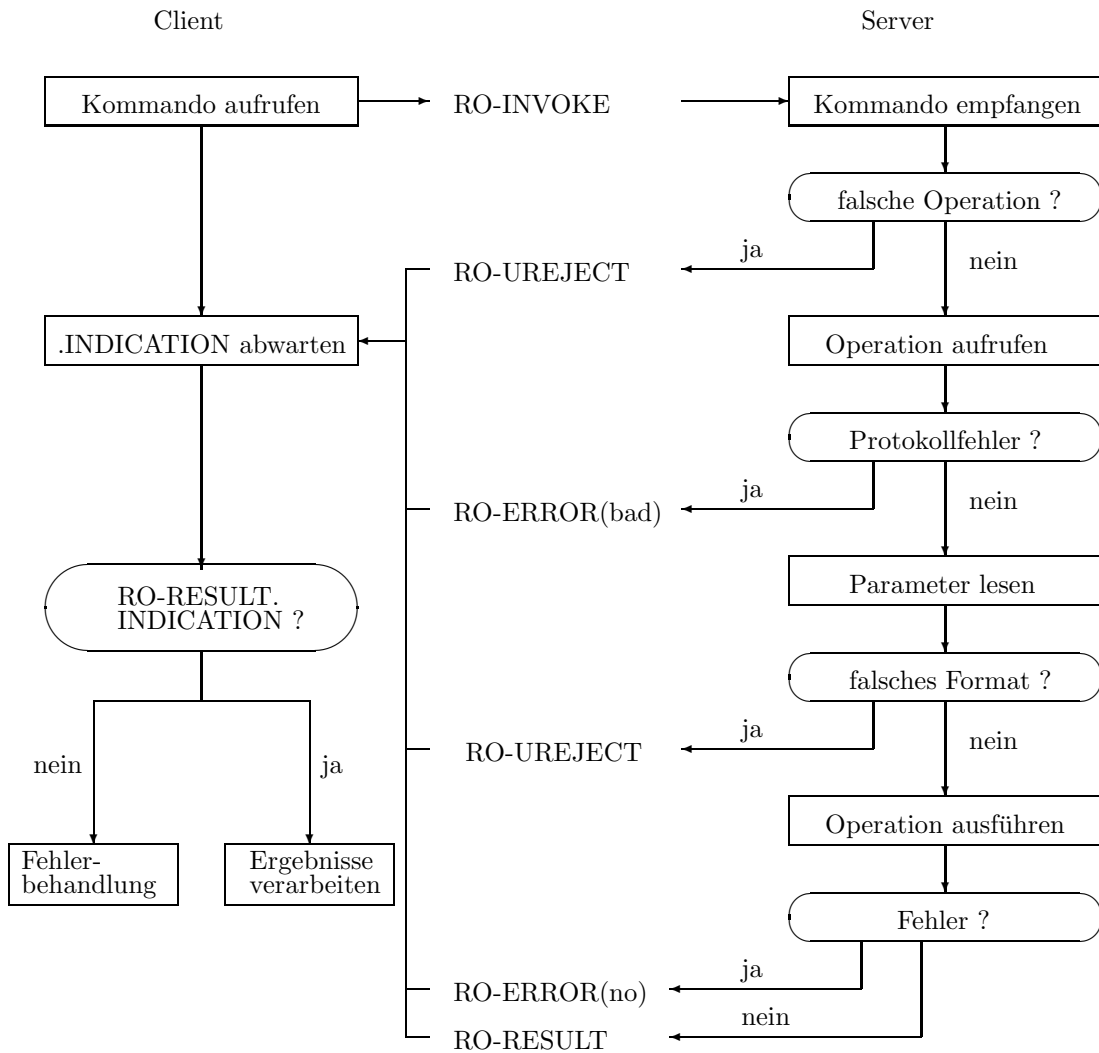 Client
Server
Kommando aufrufen
RO-INVOKE
Kommando empfangen
falsche Operation ?
ja
nein
RO-UREJECT
.INDICATION abwarten
Operation aufrufen
Protokollfehler ?
ja
nein
RO-ERROR(bad)
RO-RESULT.
INDICATION ?
Parameter lesen
falsches Format ?
ja
nein
RO-UREJECT
nein
ja
Operation ausführen
Fehler-
behandlung
Ergebnisse
verarbeiten
Fehler ?
ja
RO-ERROR(no)
nein
RO-RESULT